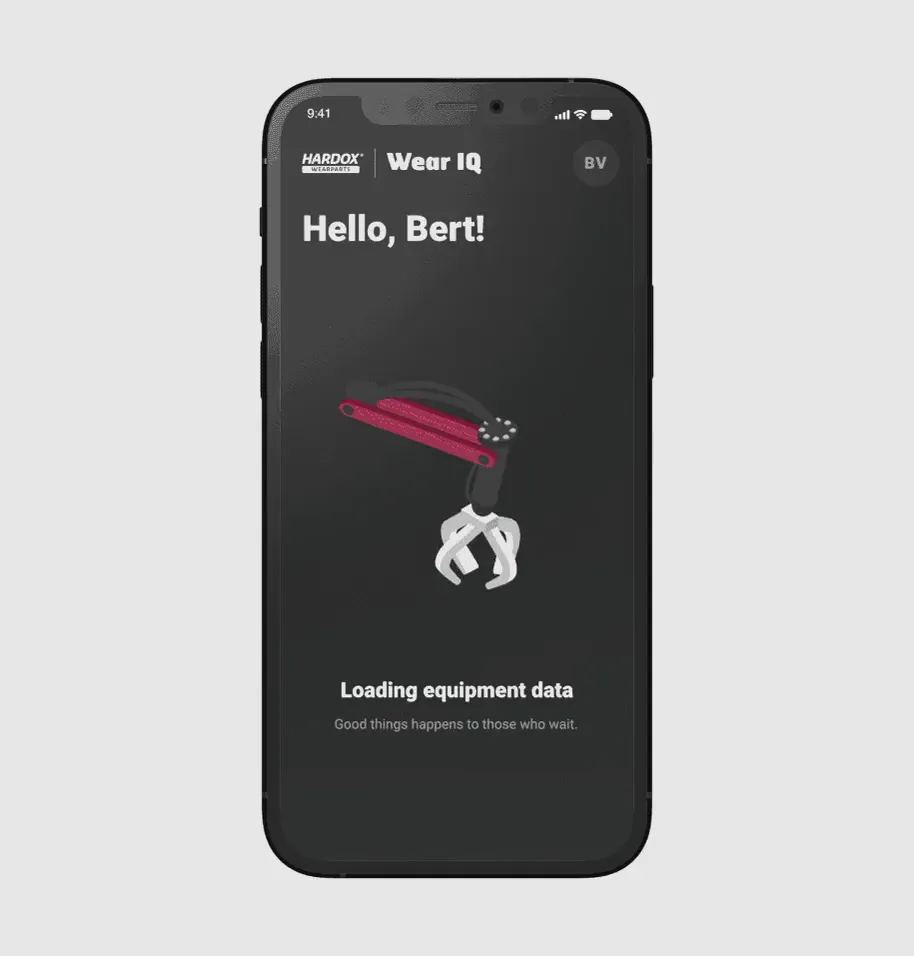 9:41
HARDOX®
WEARPARTS
Wear IQ
BV
Hello, Bert!
Loading equipment data
Good things happens to those who wait.